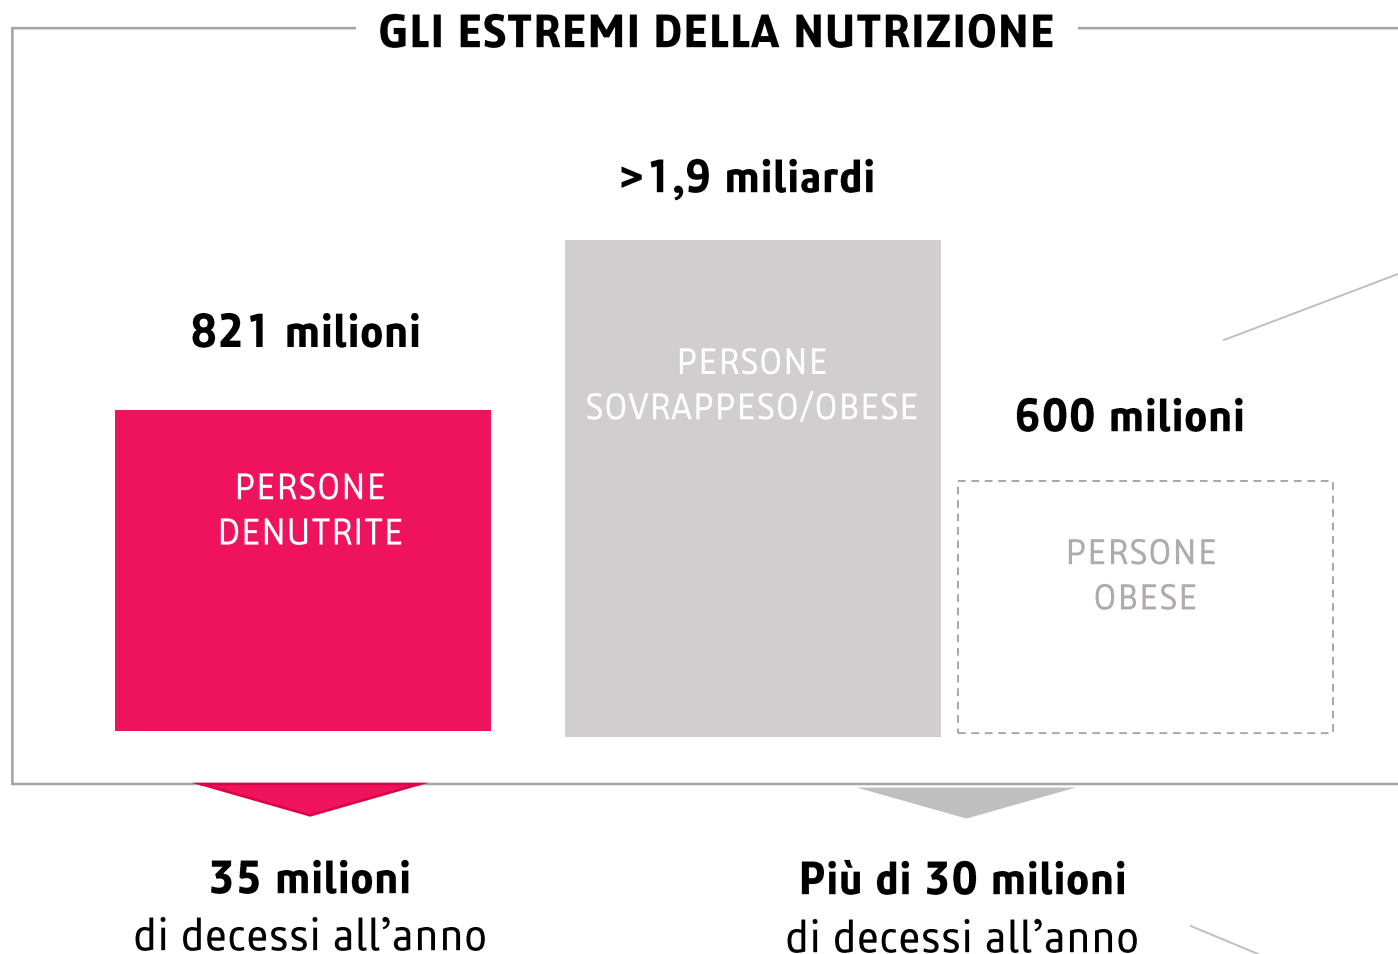 GLI ESTREMI DELLA NUTRIZIONE
>1,9 miliardi
821 milioni
PERSONE
SOVRAPPESO/OBESE
600 milioni
PERSONE
DENUTRITE
PERSONE
OBESE
35 milioni
di decessi all’anno
Più di 30 milioni
di decessi all’anno